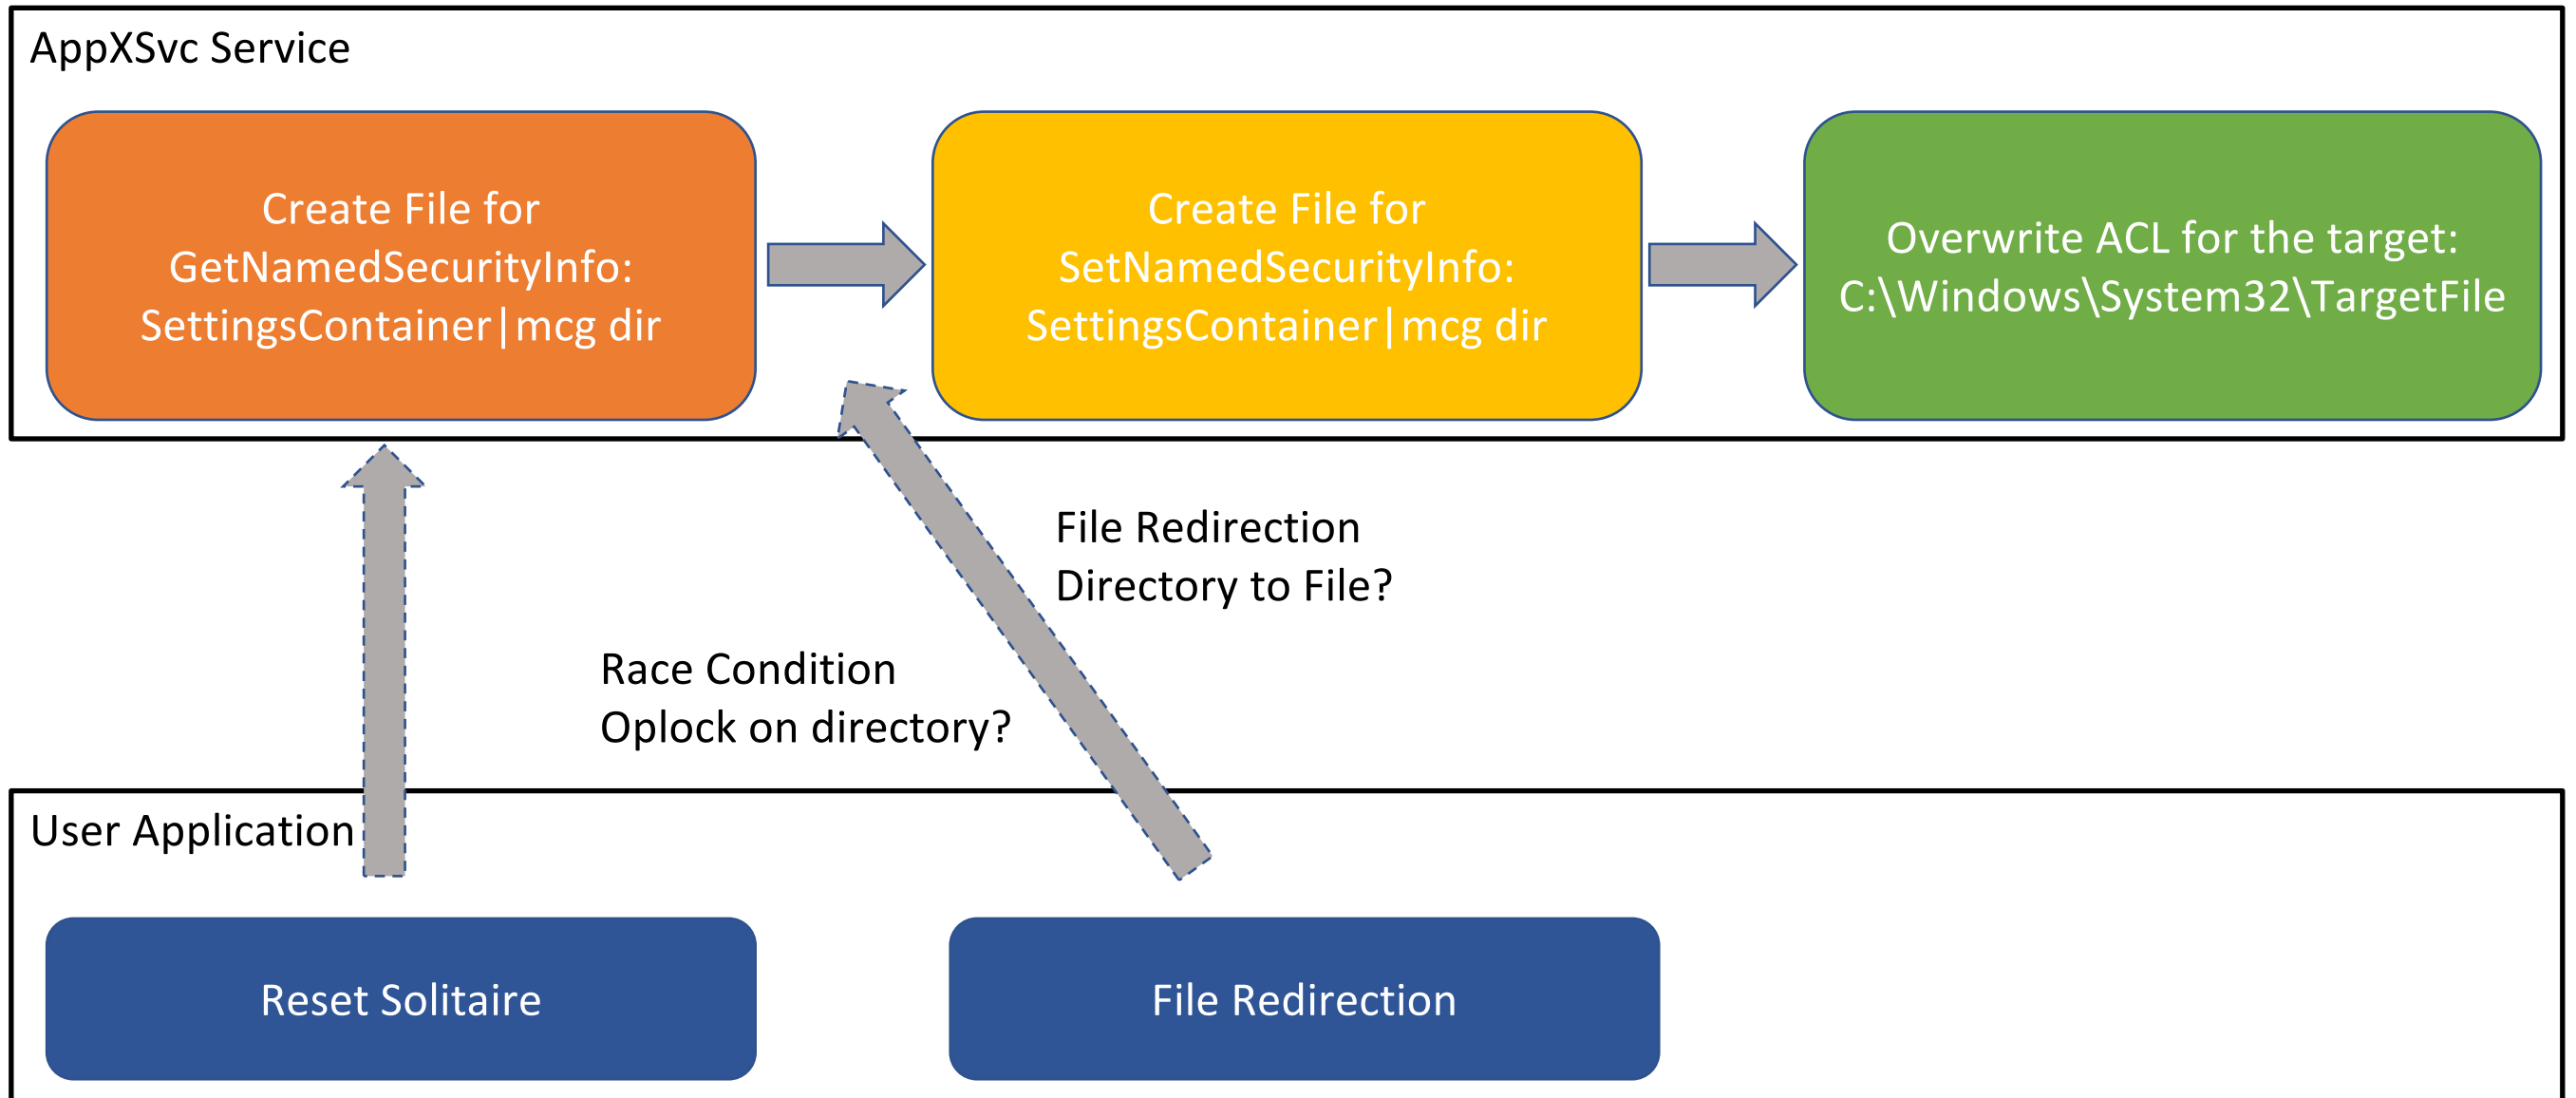 AppXSvc Service
Create File for
GetNamedSecurityInfo:
SettingsContainer|mcg dir
Create File for
SetNamedSecurityInfo:
SettingsContainer|mcg dir
Overwrite ACL for the target:
C:\Windows\System32\TargetFile
File Redirection
Directory to File?
Race Condition
Oplock on directory?
User Application
Reset Solitaire
File Redirection